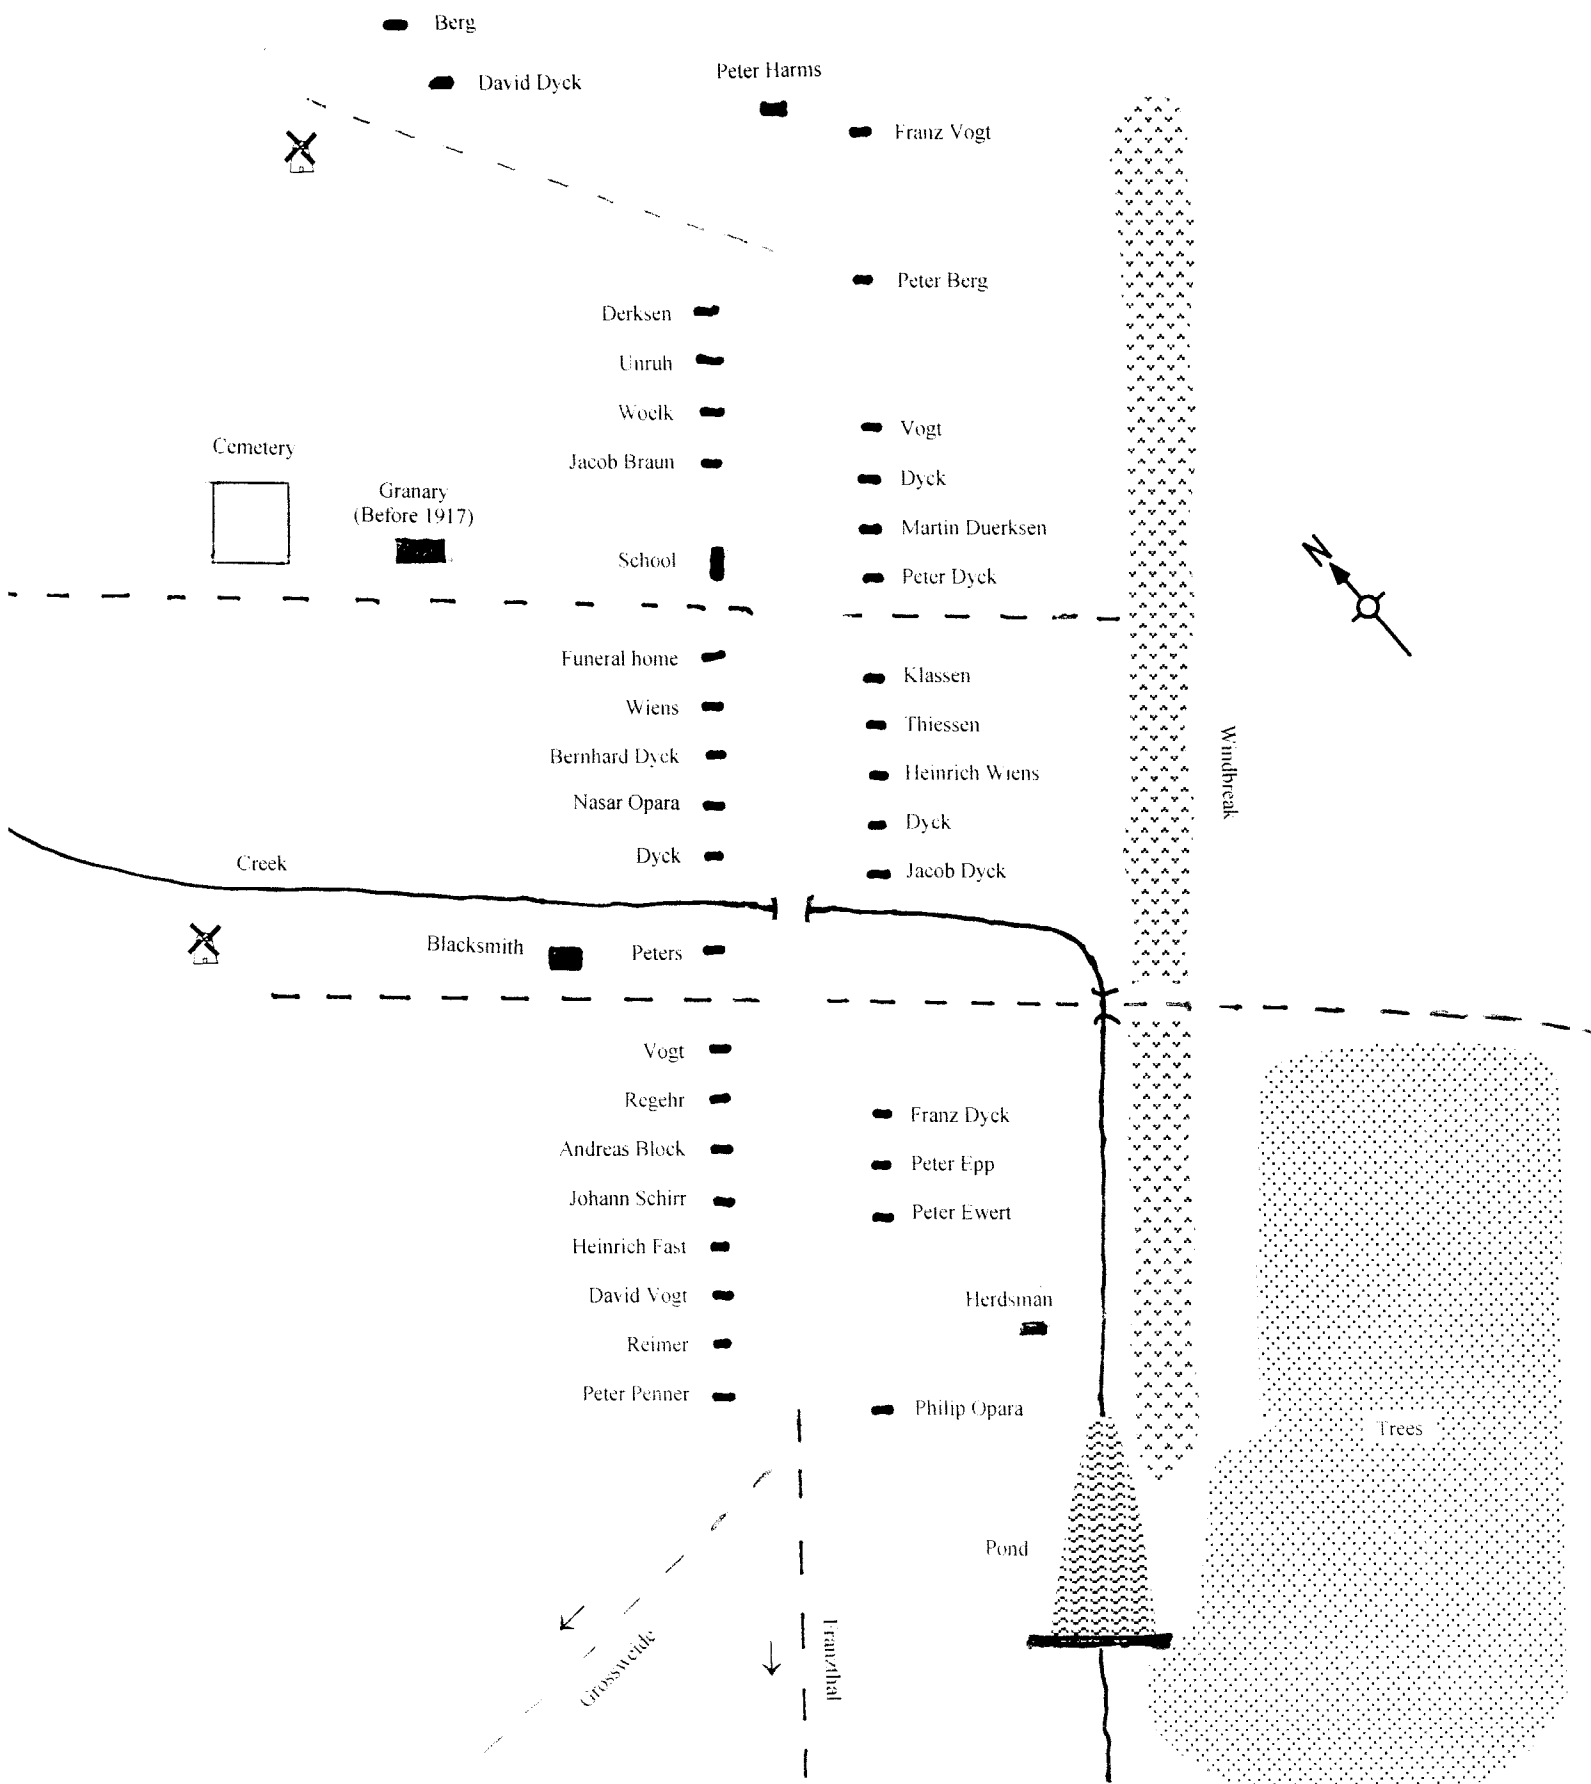 Berg
David Dyck
Peter Harms
Franz Vogt
Peter Berg
Derksen
Unruh
Woelk
Jacob Braun
Vogt
Dyck
Martin Duerksen
Peter Dyck
Cemetery
Granary
(Before 1917)
School
N
Funeral home
Wiens
Bernhard Dyck
Nasar Opara
Dyck
Klassen
Thiessen
Heinrich Wiens
Dyck
Jacob Dyck
Windbreak
Creek
Blacksmith
Peters
Vogt
Regehr
Andreas Block
Johann Schirr
Heinrich Fast
David Vogt
Reimer
Peter Penner
Franz Dyck
Peter Epp
Peter Ewert
Herdsman
Philip Opara
Trees
Pond
Grossweide
Franzthal